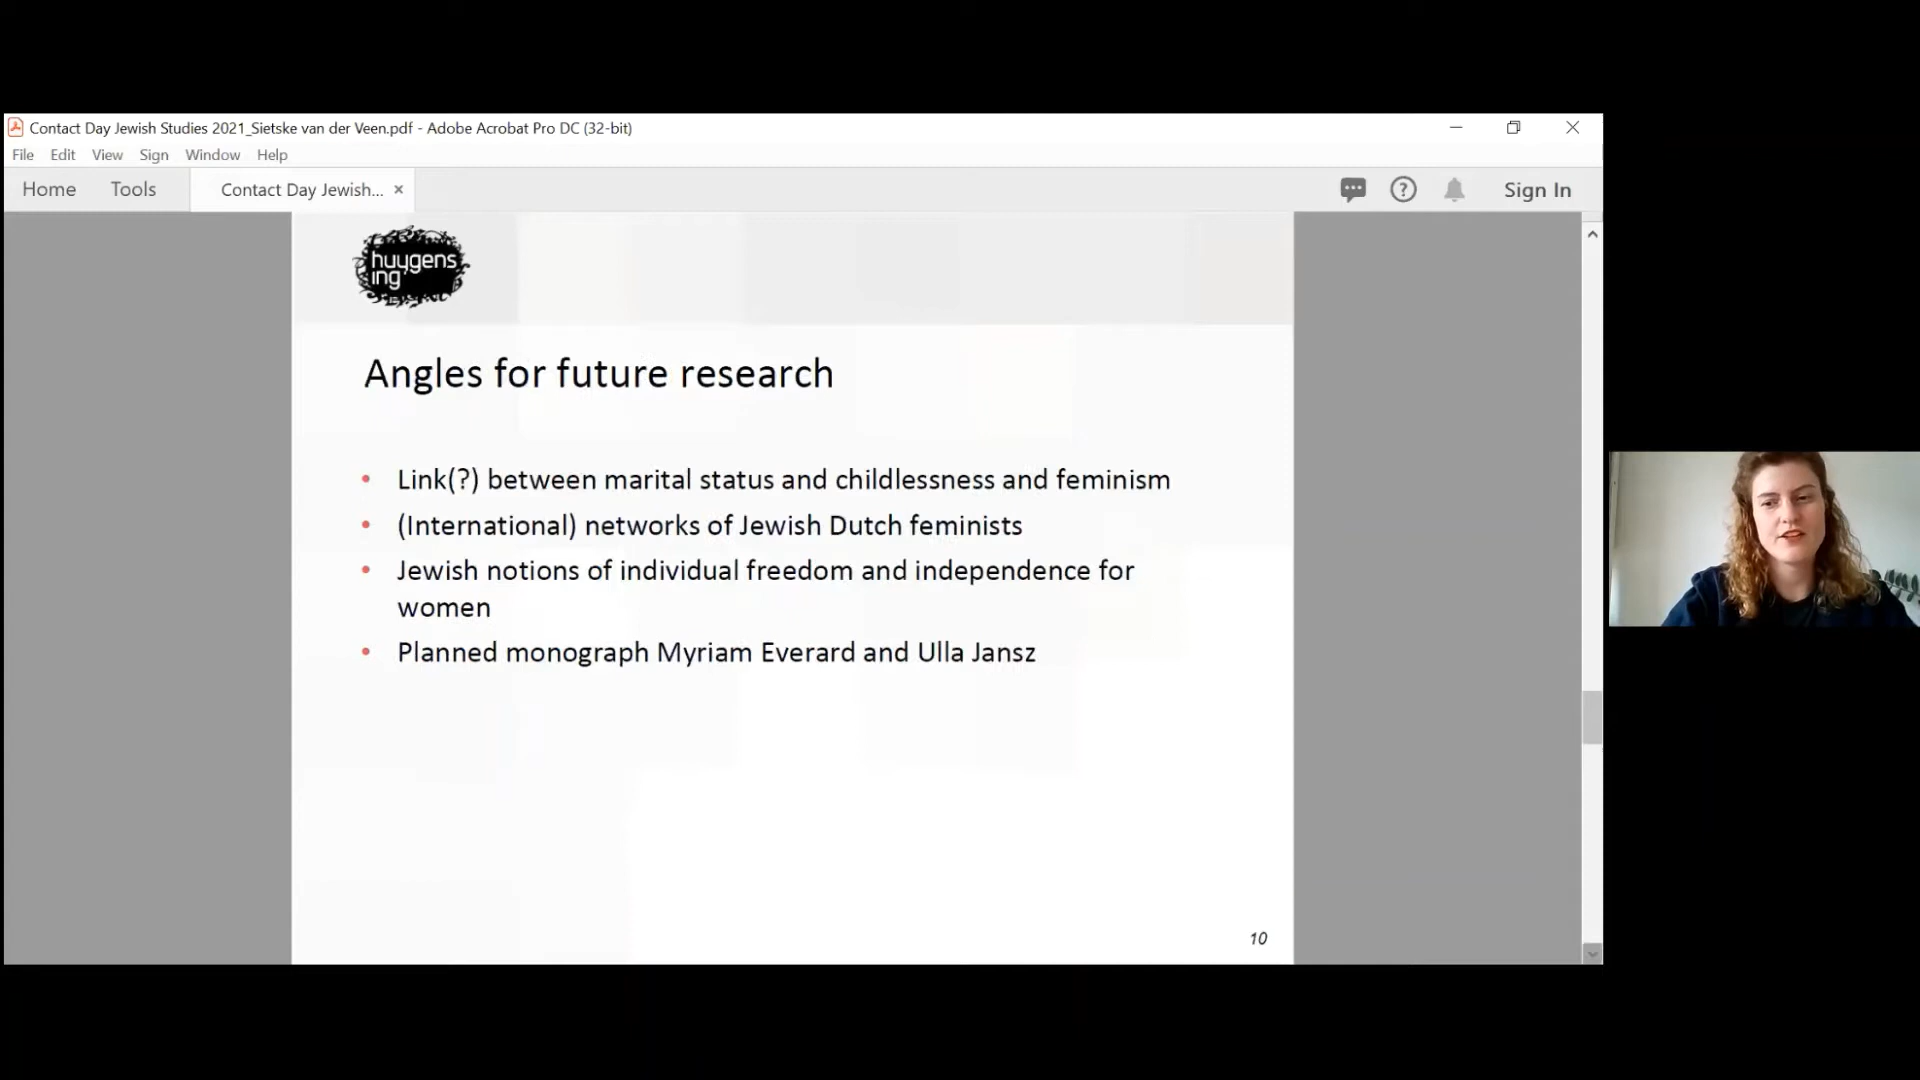 Contact Day Jewish Studies 2021_Sietske van der Veen.pdf - Adobe Acrobat Pro DC (32-bit)
File Edit View Sign Window Help
Home Tools Contact Day Jewish... × Sign In
huygens
ing
Angles for future research
• Link(?) between marital status and childlessness and feminism
• (International) networks of Jewish Dutch feminists
• Jewish notions of individual freedom and independence for
women
• Planned monograph Myriam Everard and Ulla Jansz
10